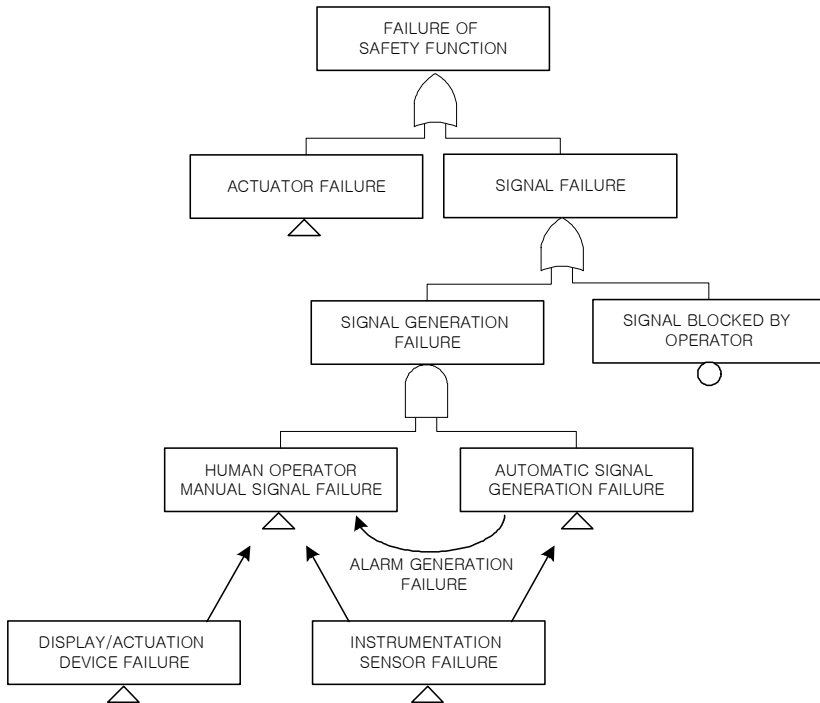 FAILURE OF
SAFETY FUNCTION
ACTUATOR FAILURE
SIGNAL FAILURE
SIGNAL GENERATION
FAILURE
SIGNAL BLOCKED BY
OPERATOR
HUMAN OPERATOR
MANUAL SIGNAL FAILURE
AUTOMATIC SIGNAL
GENERATION FAILURE
ALARM GENERATION
FAILURE
DISPLAY/ACTUATION
DEVICE FAILURE
INSTRUMENTATION
SENSOR FAILURE